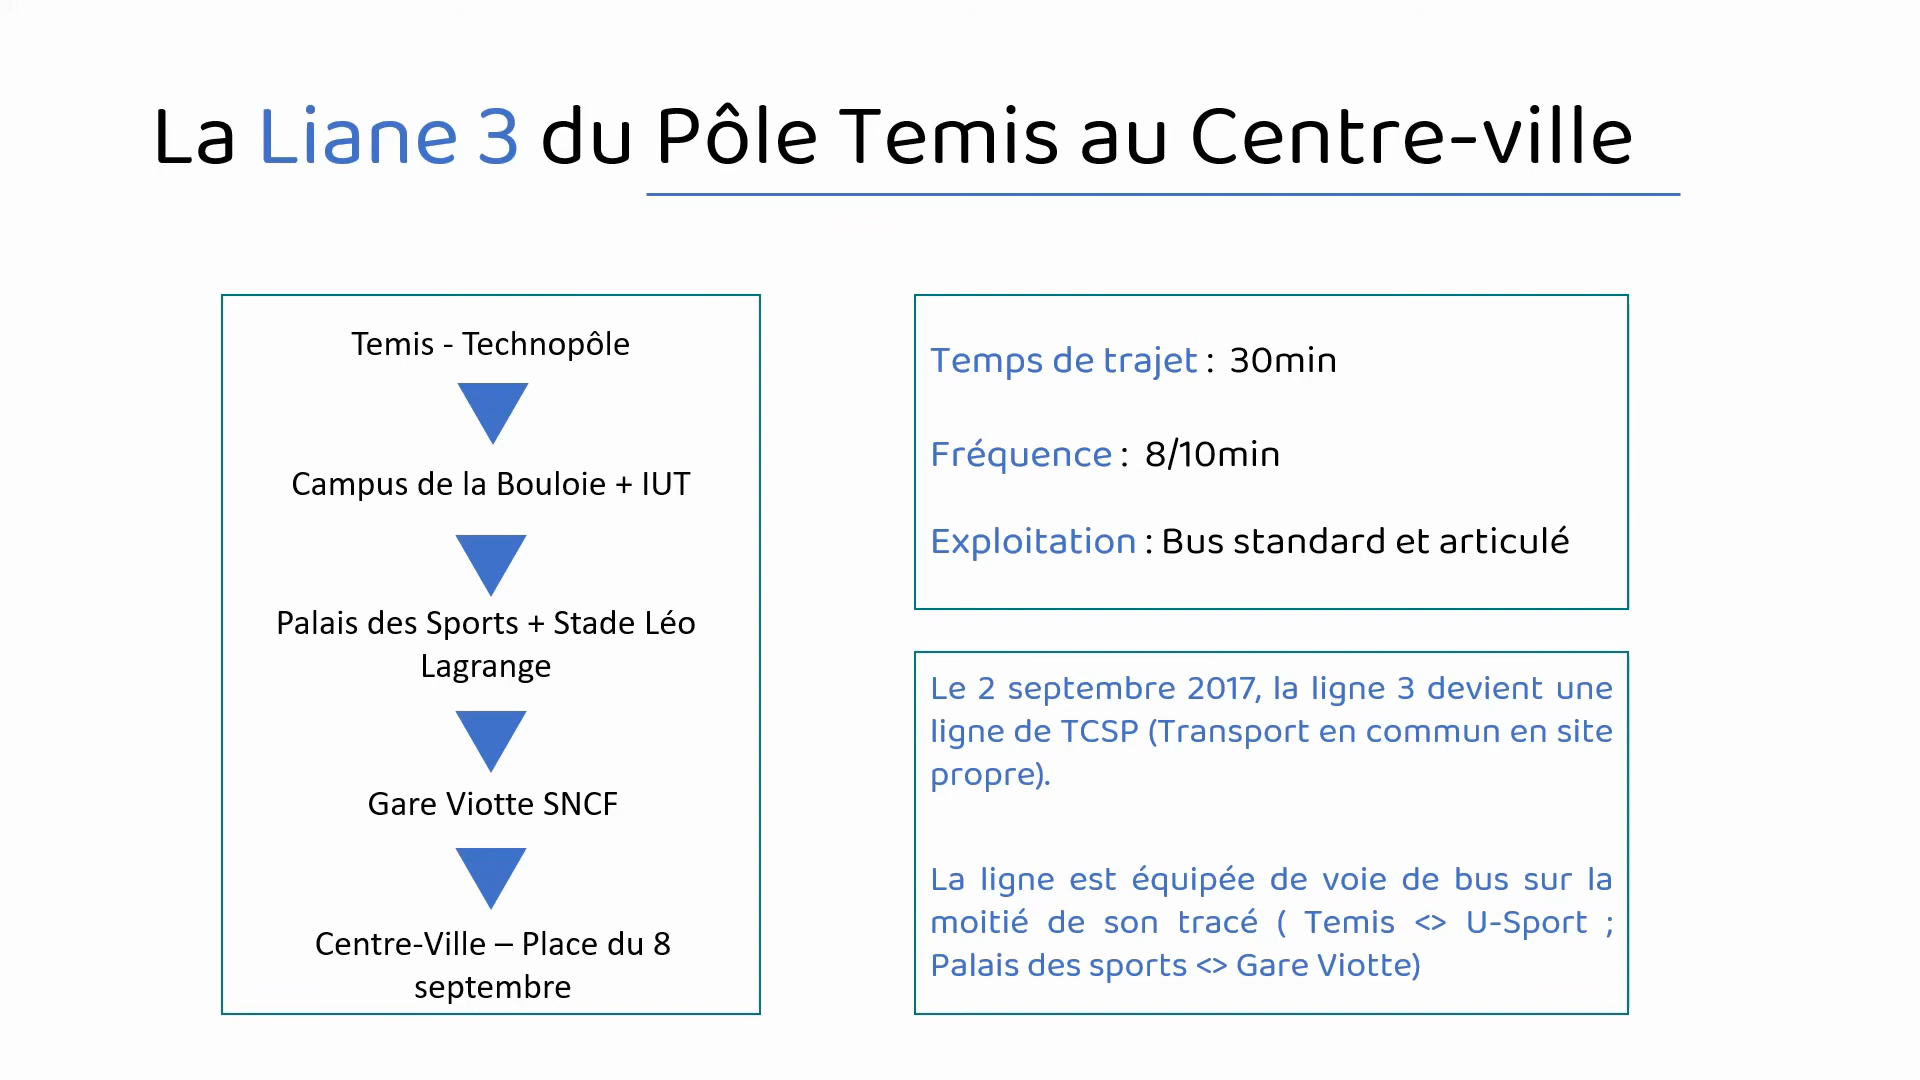 La Liane 3 du Pôle Temis au Centre-ville
Temis - Technopôle
Campus de la Bouloie + IUT
Palais des Sports + Stade Léo
Lagrange
Gare Viotte SNCF
Centre-Ville – Place du 8
septembre
Temps de trajet : 30min
Fréquence : 8/10min
Exploitation : Bus standard et articulé
Le 2 septembre 2017, la ligne 3 devient une
ligne de TCSP (Transport en commun en site
propre).
La ligne est équipée de voie de bus sur la
moitié de son tracé ( Temis <> U-Sport ;
Palais des sports <> Gare Viotte)